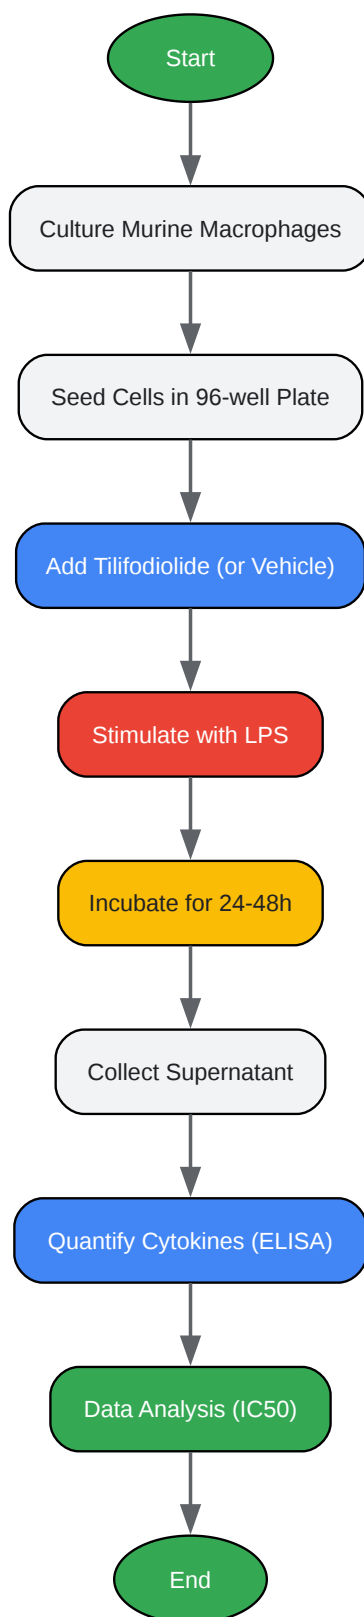 Start
Culture Murine Macrophages
Seed Cells in 96-well Plate
Add Tilifodiolide (or Vehicle)
Stimulate with LPS
Incubate for 24-48h
Collect Supernatant
Quantify Cytokines (ELISA)
Data Analysis (IC50)
End